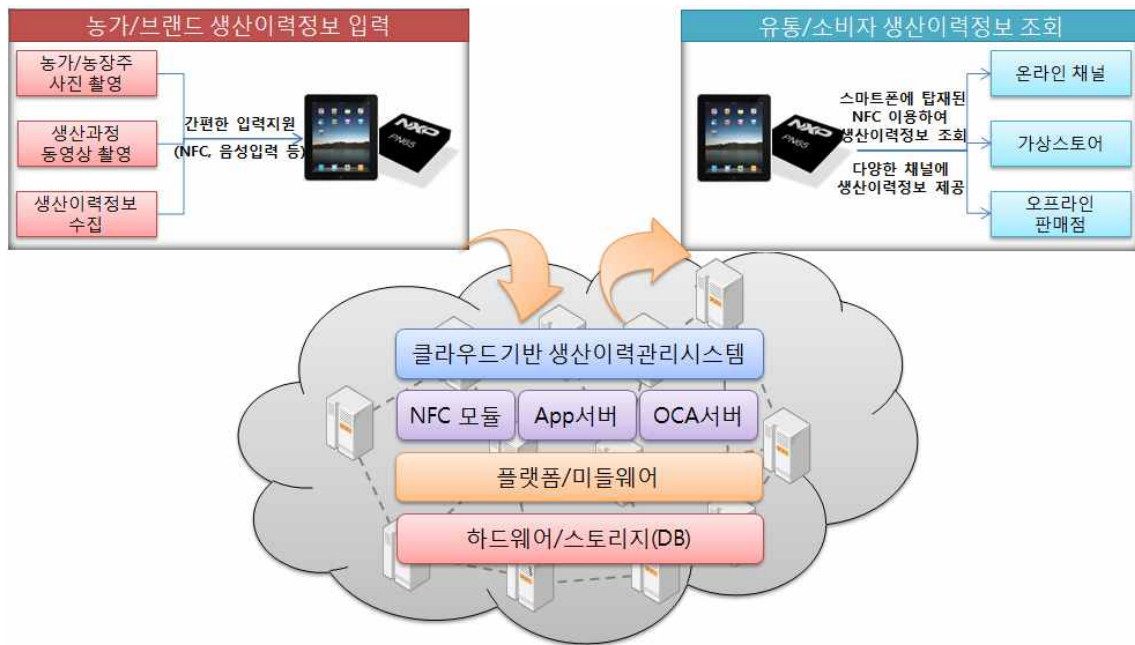 농가/브랜드 생산이력정보 입력
농가/농장주
사진 촬영
생산과정
동영상 촬영
생산이력정보
수집
간편한 입력지원
(NFC, 음성입력 등)
NXP
PN65
유통/소비자 생산이력정보 조회
NXP
PN65
스마트폰에 탑재된
NFC 이용하여
생산이력정보 조회
다양한 채널에
생산이력정보 제공
온라인 채널
가상스토어
오프라인
판매점
클라우드기반 생산이력관리시스템
NFC 모듈
App서버
OCA서버
플랫폼/미들웨어
하드웨어/스토리지(DB)